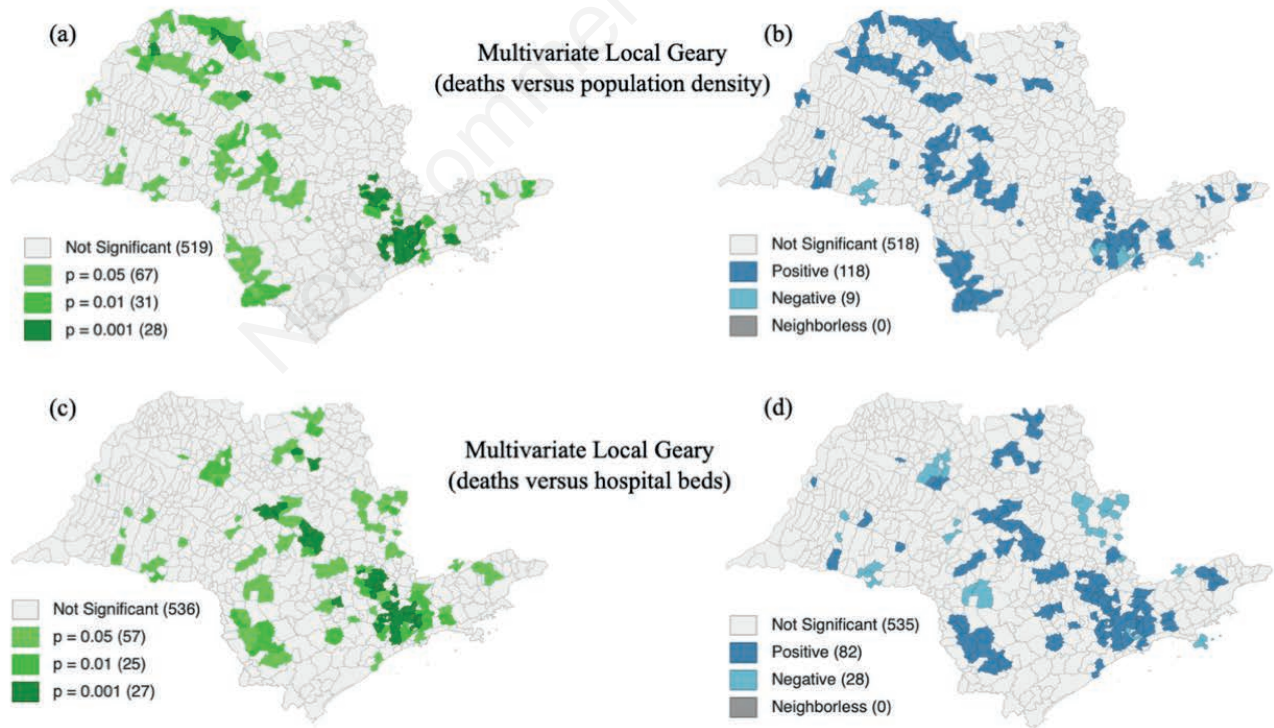 (a)
Multivariate Local Geary
(deaths versus population density)
(b)
Not Significant (519)
p = 0.05 (67)
p = 0.01 (31)
p = 0.001 (28)
Not Significant (518)
Positive (118)
Negative (9)
Neighborless (0)
(c)
Multivariate Local Geary
(deaths versus hospital beds)
(d)
Not Significant (536)
p = 0.05 (57)
p = 0.01 (25)
p = 0.001 (27)
Not Significant (535)
Positive (82)
Negative (28)
Neighborless (0)